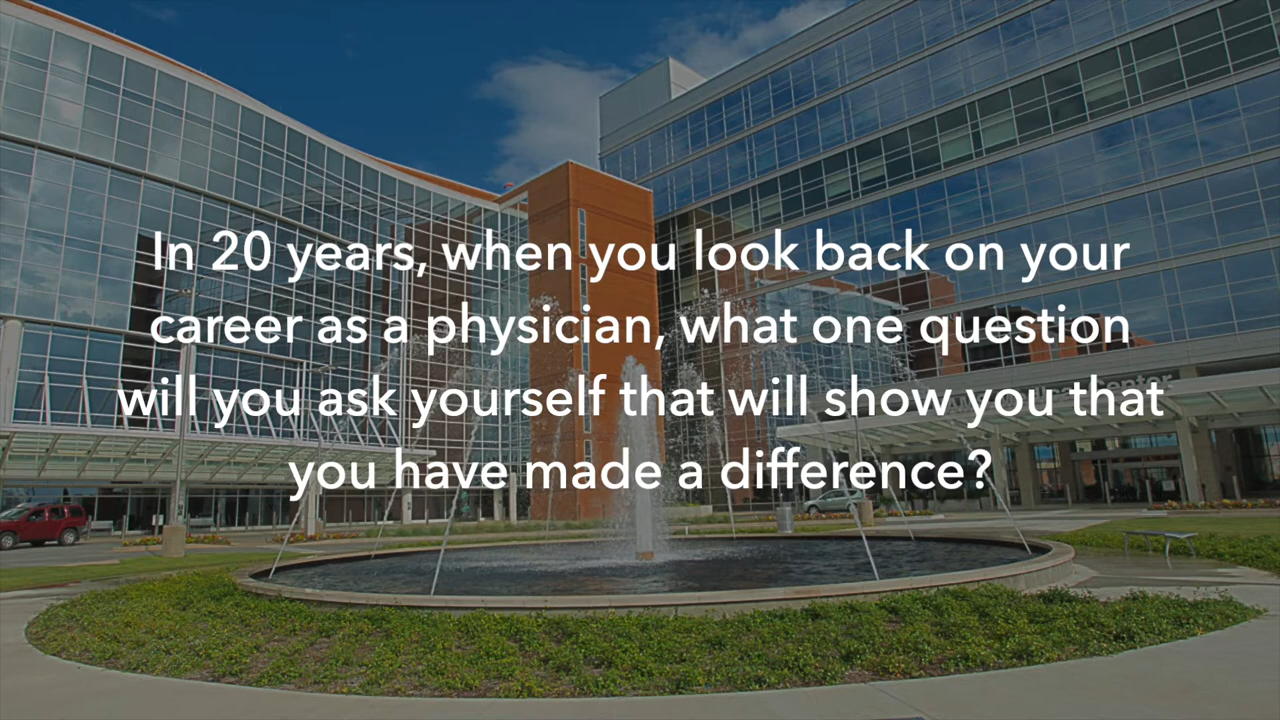 In 20 years, when you look back on your
career as a physician, what one question
will you ask yourself that will show you that
you have made a difference?